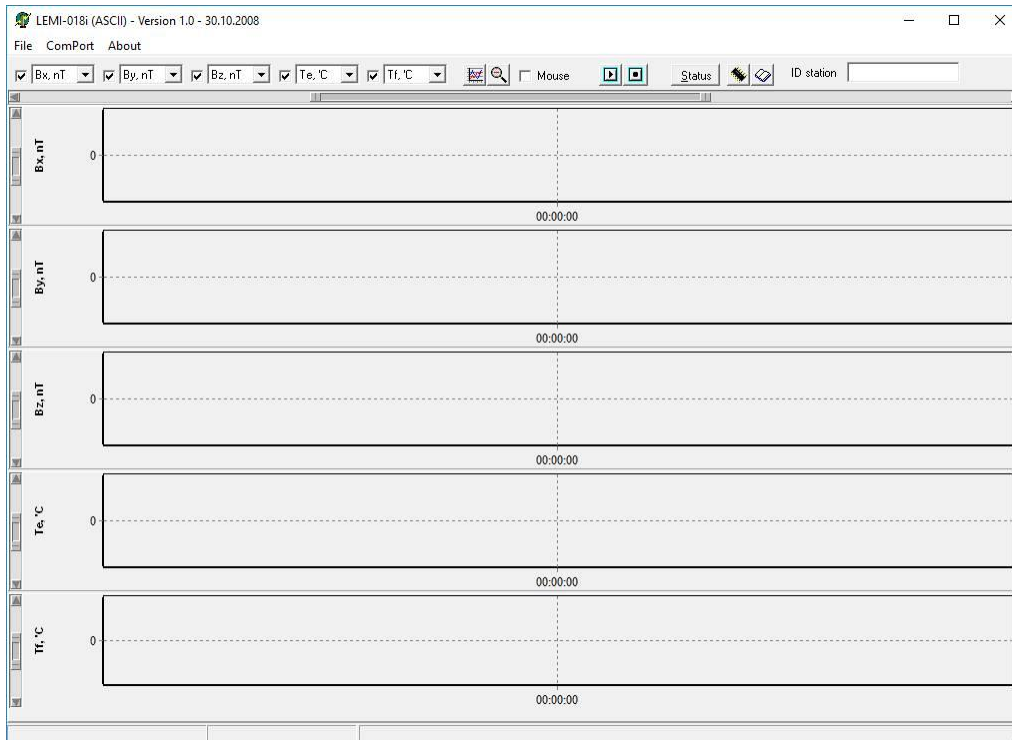 LEMI-018i (ASCII) - Version 1.0 - 30.10.2008
File ComPort About
Bx, nT By, nT Bz, nT Te, 'C Tf, 'C Mouse Status ID station
Bx, nT
0
00:00:00
By, nT
0
00:00:00
Bz, nT
0
00:00:00
Te, 'C
0
00:00:00
Tf, 'C
0
00:00:00